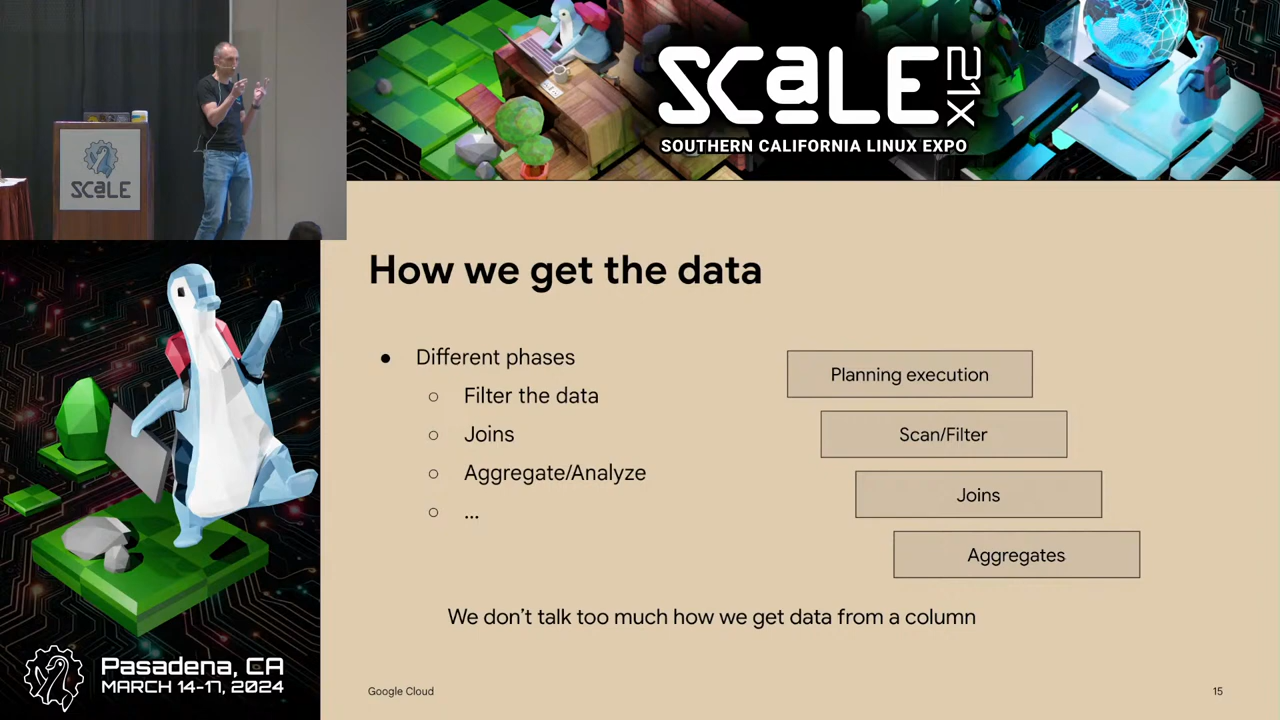 SCALE
SCALE 21X
SOUTHERN CALIFORNIA LINUX EXPO
How we get the data
● Different phases
○ Filter the data
○ Joins
○ Aggregate/Analyze
○ ...
Planning execution
Scan/Filter
Joins
Aggregates
We don't talk too much how we get data from a column
Google Cloud
15
Pasadena, CA
MARCH 14-17, 2024